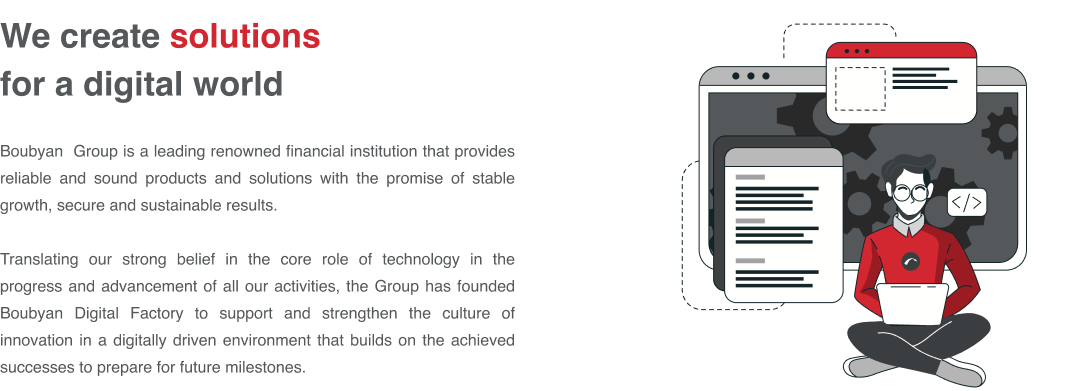 We create solutions
for a digital world
Boubyan  Group is a leading renowned financial institution that provides
reliable and sound products and solutions with the promise of stable
growth, secure and sustainable results.
Translating our strong belief in the core role of technology in the
progress and advancement of all our activities, the Group has founded
Boubyan Digital Factory to support and strengthen the culture of
innovation in a digitally driven environment that builds on the achieved
successes to prepare for future milestones.
</>